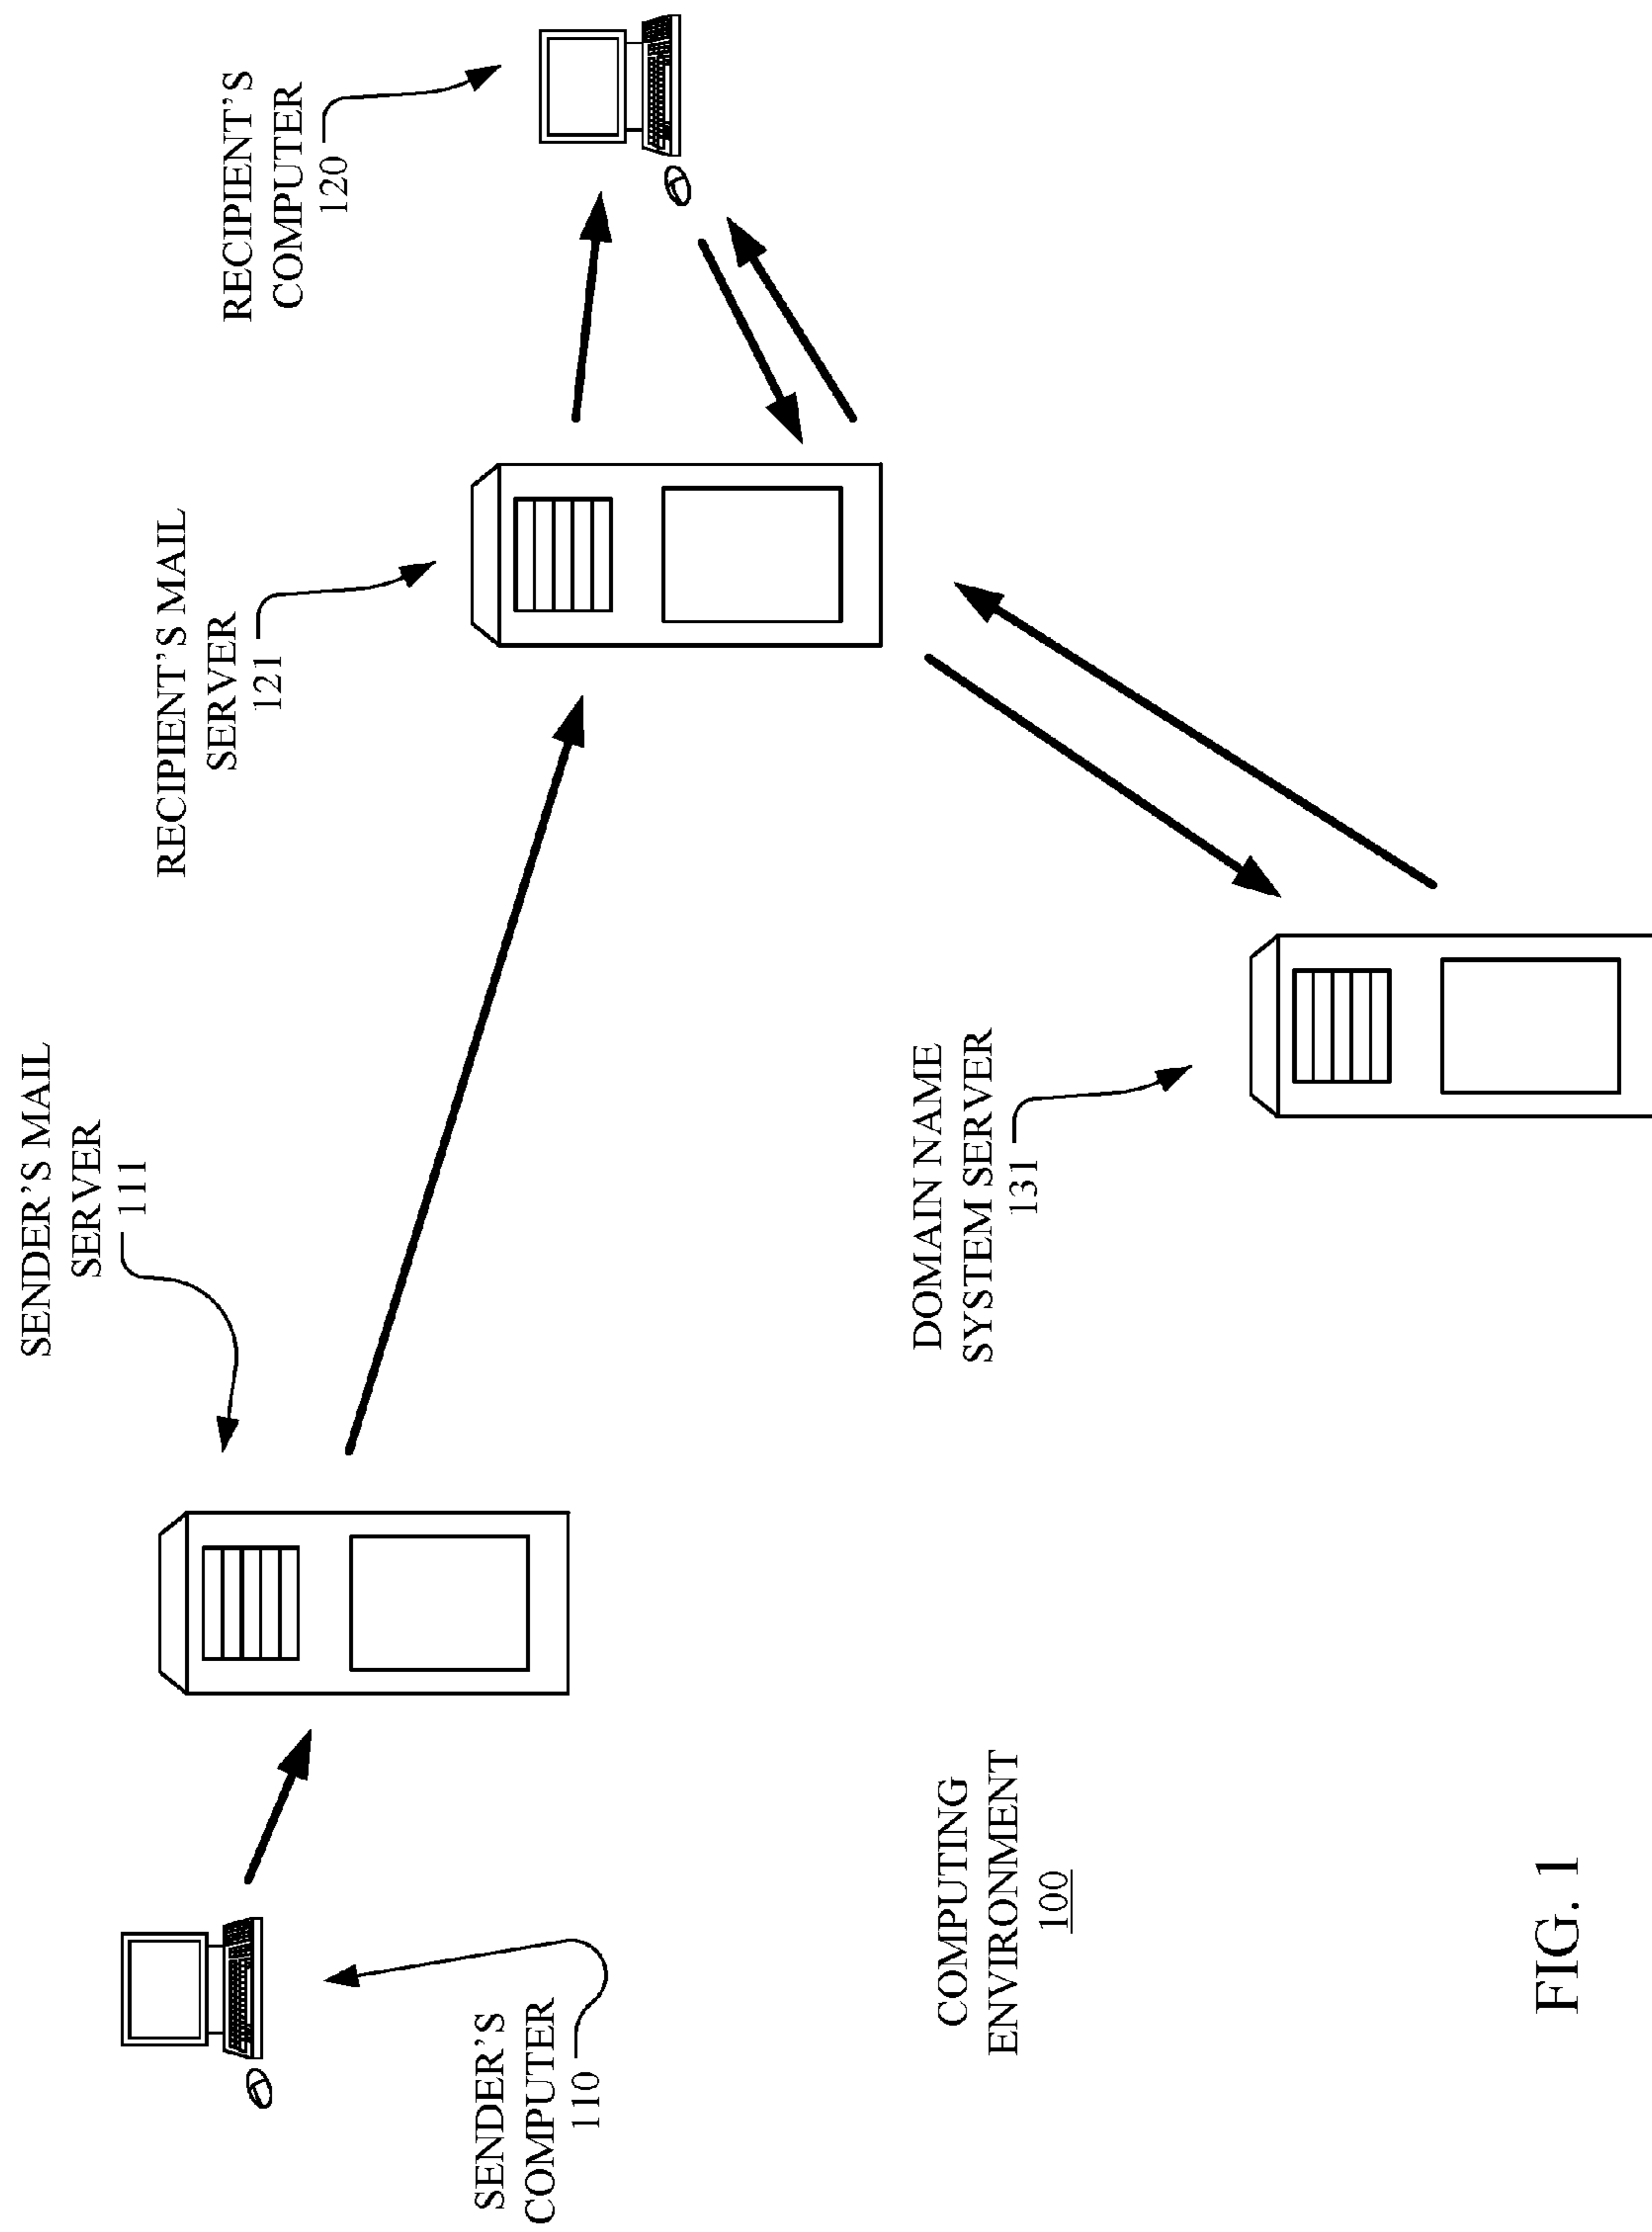 SENDER'S MAIL
SERVER
111
RECIPIENT'S MAIL
SERVER
121
RECIPIENT'S
COMPUTER
120
SENDER'S
COMPUTER
110
DOMAIN NAME
SYSTEM SERVER
131
COMPUTING
ENVIRONMENT
100
FIG. 1